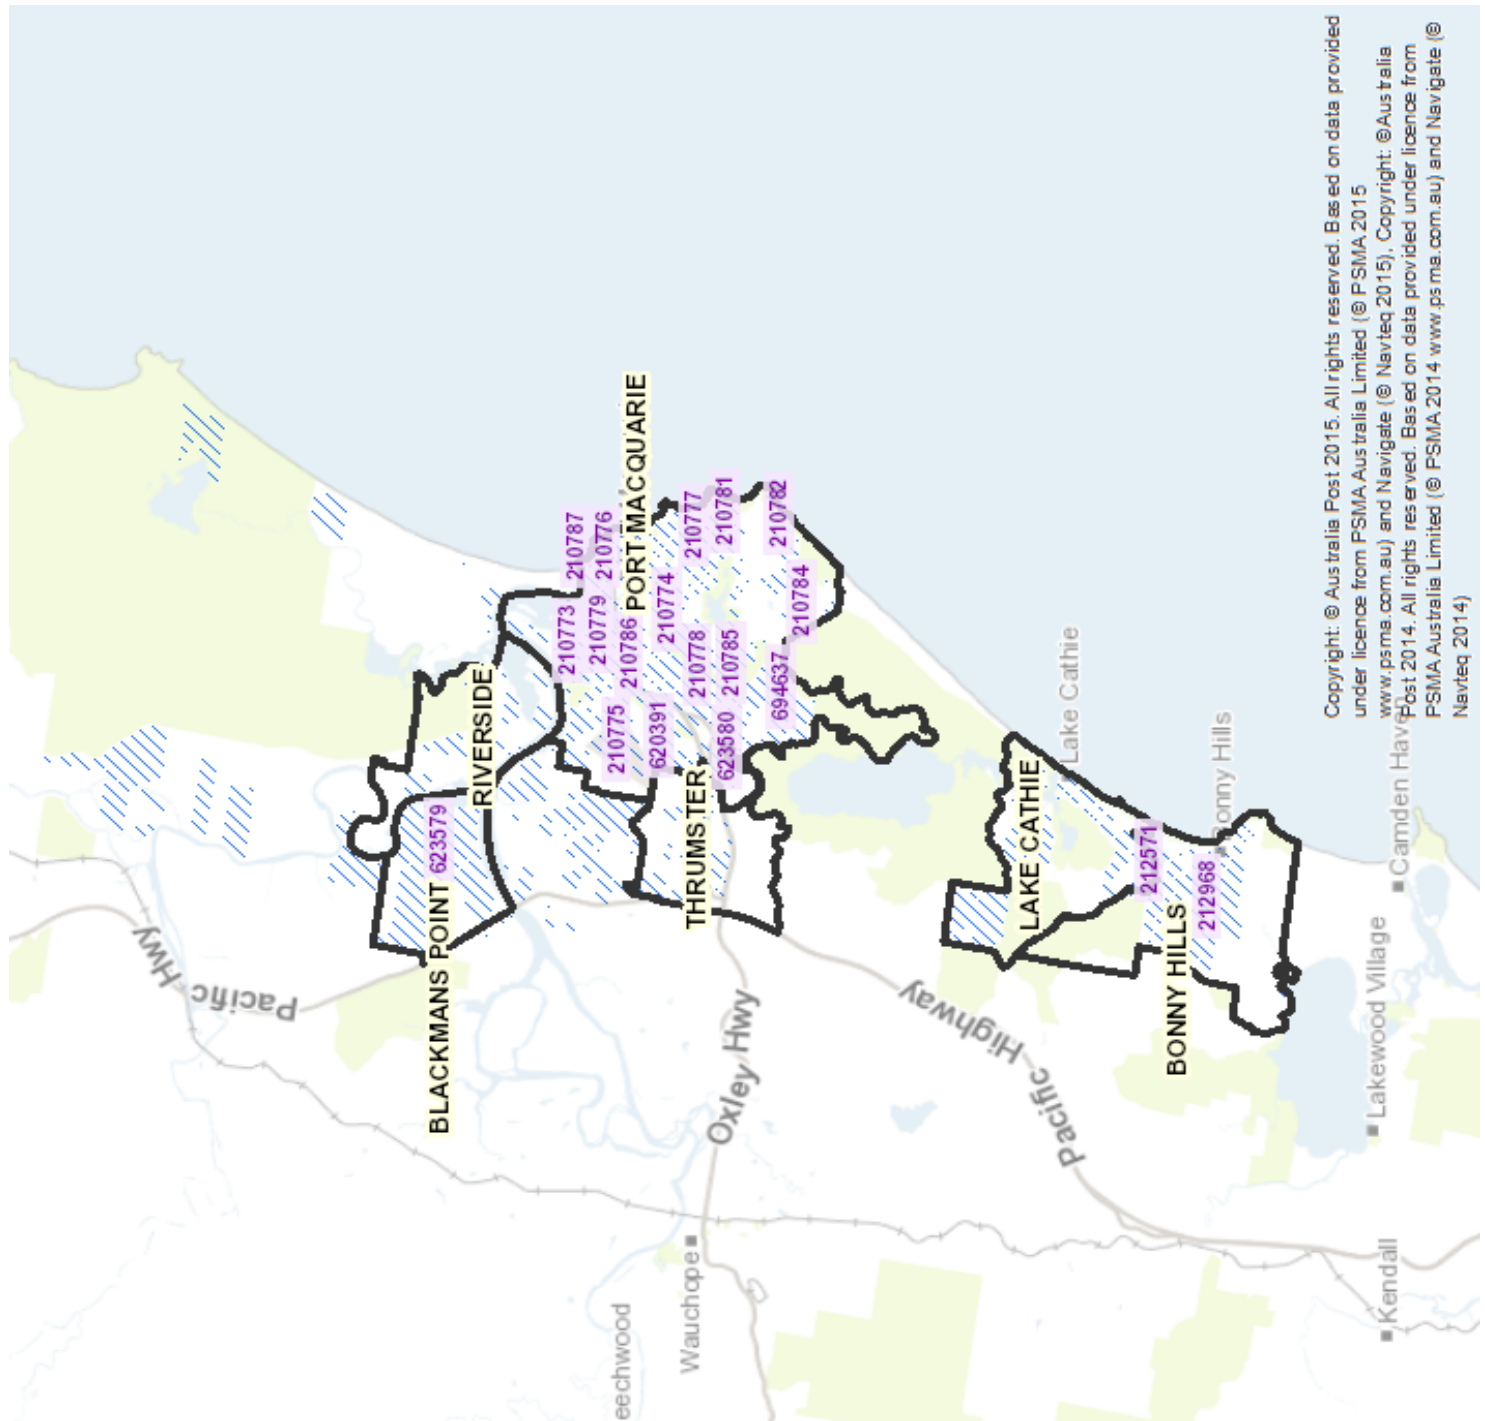 Pacific Hwy
BLACKMANS POINT
623579
RIVERSIDE
210773
210787
210779
210776
210786
PORT MACQUARIE
210775
210774
620391
210778
210777
THRUMSTER
623580
210785
210781
694637
210782
210784
Oxley Hwy
Wauchope
eechwood
Pacific Highway
LAKE CATHIE
Lake Cathie
212571
BONNY HILLS
212968
Bonny Hills
Lakewood Village
Camden Haven
Kendall
Copyright: © Australia Post 2015. All rights reserved. Based on data provided
under licence from PSMA Australia Limited (© PSMA 2015
www.psma.com.au) and Navigate (© Navteq 2015), Copyright: ©Australia
Post 2014. All rights reserved. Based on data provided under licence from
PSMA Australia Limited (© PSMA 2014 www.psma.com.au) and Navigate (©
Navteq 2014)